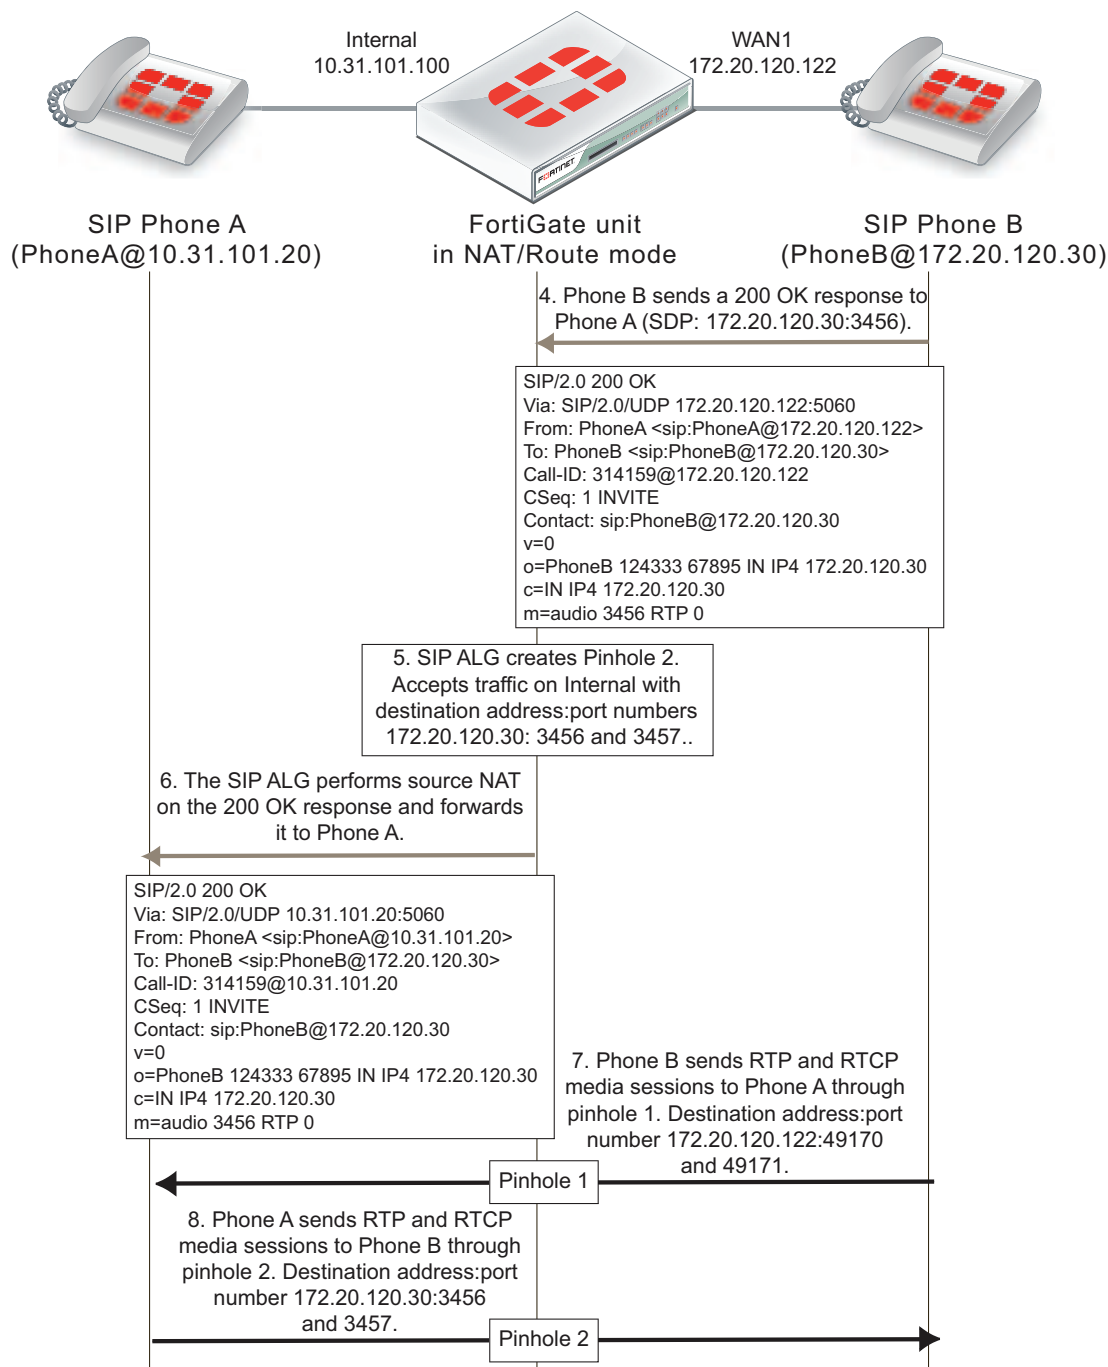 Internal
10.31.101.100
WAN1
172.20.120.122
FORTINET
SIP Phone A
(PhoneA@10.31.101.20)
FortiGate unit
in NAT/Route mode
SIP Phone B
(PhoneB@172.20.120.30)
4. Phone B sends a 200 OK response to
Phone A (SDP: 172.20.120.30:3456).
SIP/2.0 200 OK
Via: SIP/2.0/UDP 172.20.120.122:5060
From: PhoneA <sip:PhoneA@172.20.120.122>
To: PhoneB <sip:PhoneB@172.20.120.30>
Call-ID: 314159@172.20.120.122
CSeq: 1 INVITE
Contact: sip:PhoneB@172.20.120.30
v=0
o=PhoneB 124333 67895 IN IP4 172.20.120.30
c=IN IP4 172.20.120.30
m=audio 3456 RTP 0
5. SIP ALG creates Pinhole 2.
Accepts traffic on Internal with
destination address:port numbers
172.20.120.30: 3456 and 3457..
6. The SIP ALG performs source NAT
on the 200 OK response and forwards
it to Phone A.
SIP/2.0 200 OK
Via: SIP/2.0/UDP 10.31.101.20:5060
From: PhoneA <sip:PhoneA@10.31.101.20>
To: PhoneB <sip:PhoneB@172.20.120.30>
Call-ID: 314159@10.31.101.20
CSeq: 1 INVITE
Contact: sip:PhoneB@172.20.120.30
v=0
o=PhoneB 124333 67895 IN IP4 172.20.120.30
c=IN IP4 172.20.120.30
m=audio 3456 RTP 0
7. Phone B sends RTP and RTCP
media sessions to Phone A through
pinhole 1. Destination address:port
number 172.20.120.122:49170
and 49171.
Pinhole 1
8. Phone A sends RTP and RTCP
media sessions to Phone B through
pinhole 2. Destination address:port
number 172.20.120.30:3456
and 3457.
Pinhole 2